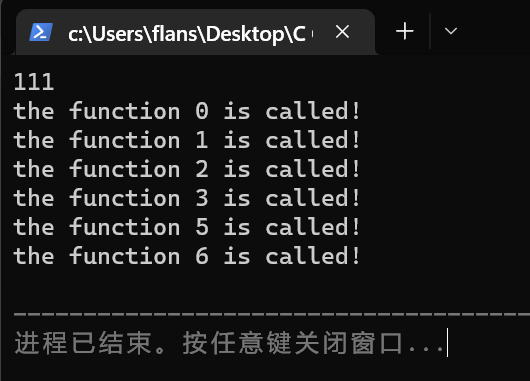 c:\Users\flans\Desktop\C
111
the function 0 is called!
the function 1 is called!
the function 2 is called!
the function 3 is called!
the function 5 is called!
the function 6 is called!
----------------------------------------
进程已结束。按任意键关闭窗口...